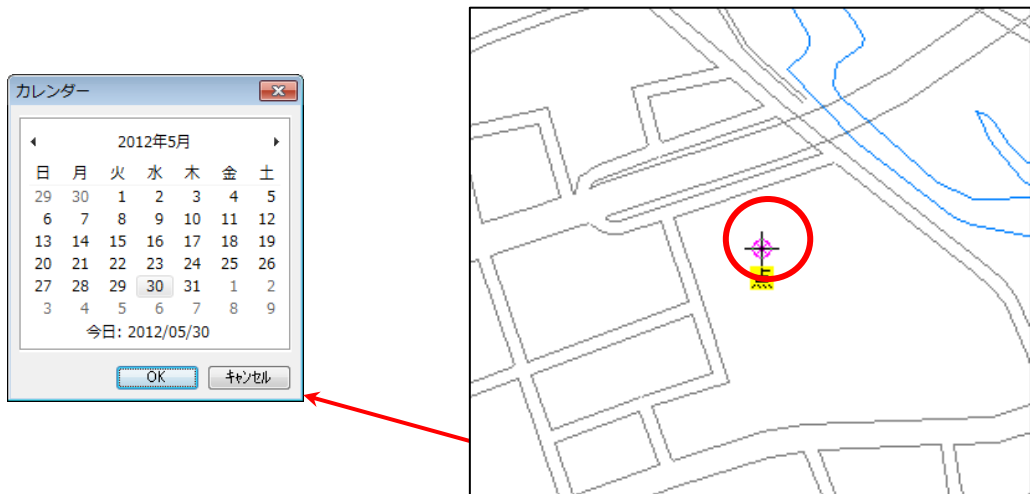 カレンダー
2012年5月
日 月 火 水 木 金 土
29 30 1 2 3 4 5
6 7 8 9 10 11 12
13 14 15 16 17 18 19
20 21 22 23 24 25 26
27 28 29 30 31 1 2
3 4 5 6 7 8 9
今日: 2012/05/30
OK キャンセル